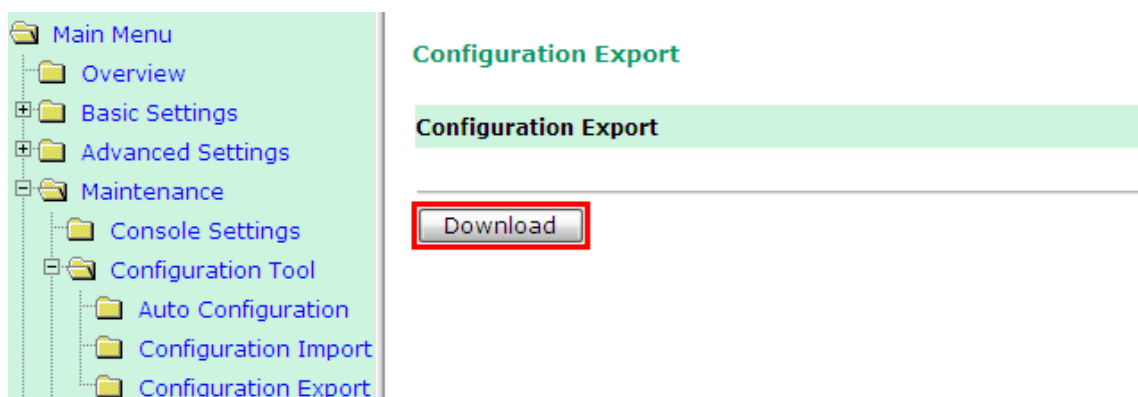 Main Menu
Overview
Basic Settings
Advanced Settings
Maintenance
Console Settings
Configuration Tool
Auto Configuration
Configuration Import
Configuration Export
Configuration Export
Configuration Export
Download